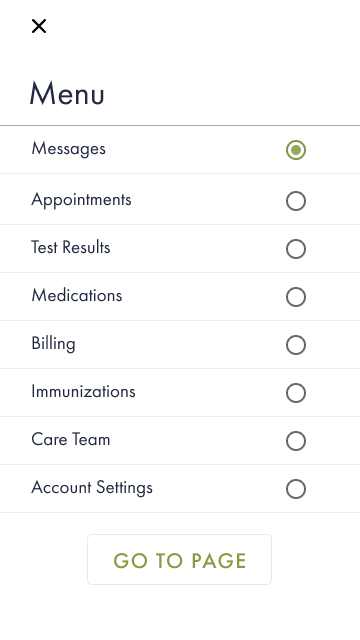 Menu
Messages
Appointments
Test Results
Medications
Billing
Immunizations
Care Team
Account Settings
GO TO PAGE